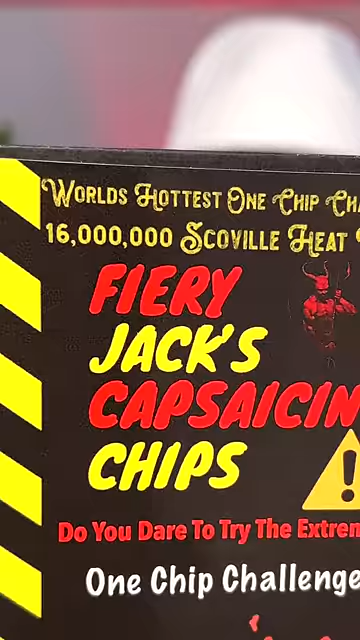 WORLDS HOTTEST ONE CHIP CHA
16,000,000 SCOVILLE HEAT
FIERY
JACK'S
CAPSAICIN
CHIPS
Do You Dare To Try The Extrem
One Chip Challenge